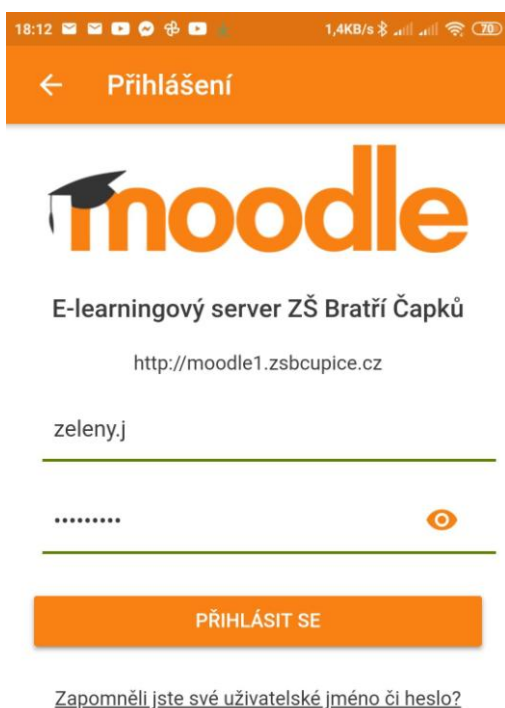 18:12 1,4KB/s 70
Přihlášení
moodle
E-learningový server ZŠ Bratří Čapků
http://moodle1.zsbcupice.cz
zeleny.j
•••••••••
PŘIHLÁSIT SE
Zapomněli jste své uživatelské jméno či heslo?